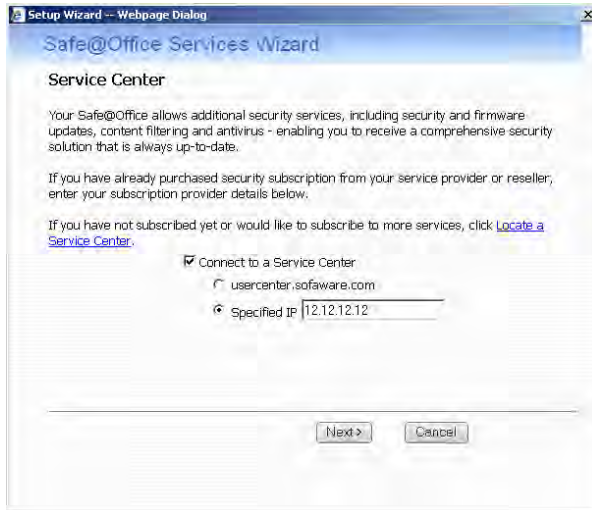 Setup Wizard -- Webpage Dialog
Safe@Office Services Wizard
Service Center
Your Safe@Office allows additional security services, including security and firmware
updates, content filtering and antivirus - enabling you to receive a comprehensive security
solution that is always up-to-date.
If you have already purchased security subscription from your service provider or reseller,
enter your subscription provider details below.
If you have not subscribed yet or would like to subscribe to more services, click Locate a
Service Center.
Connect to a Service Center
usercenter.sofaware.com
Specified IP 12.12.12.12
Next > Cancel